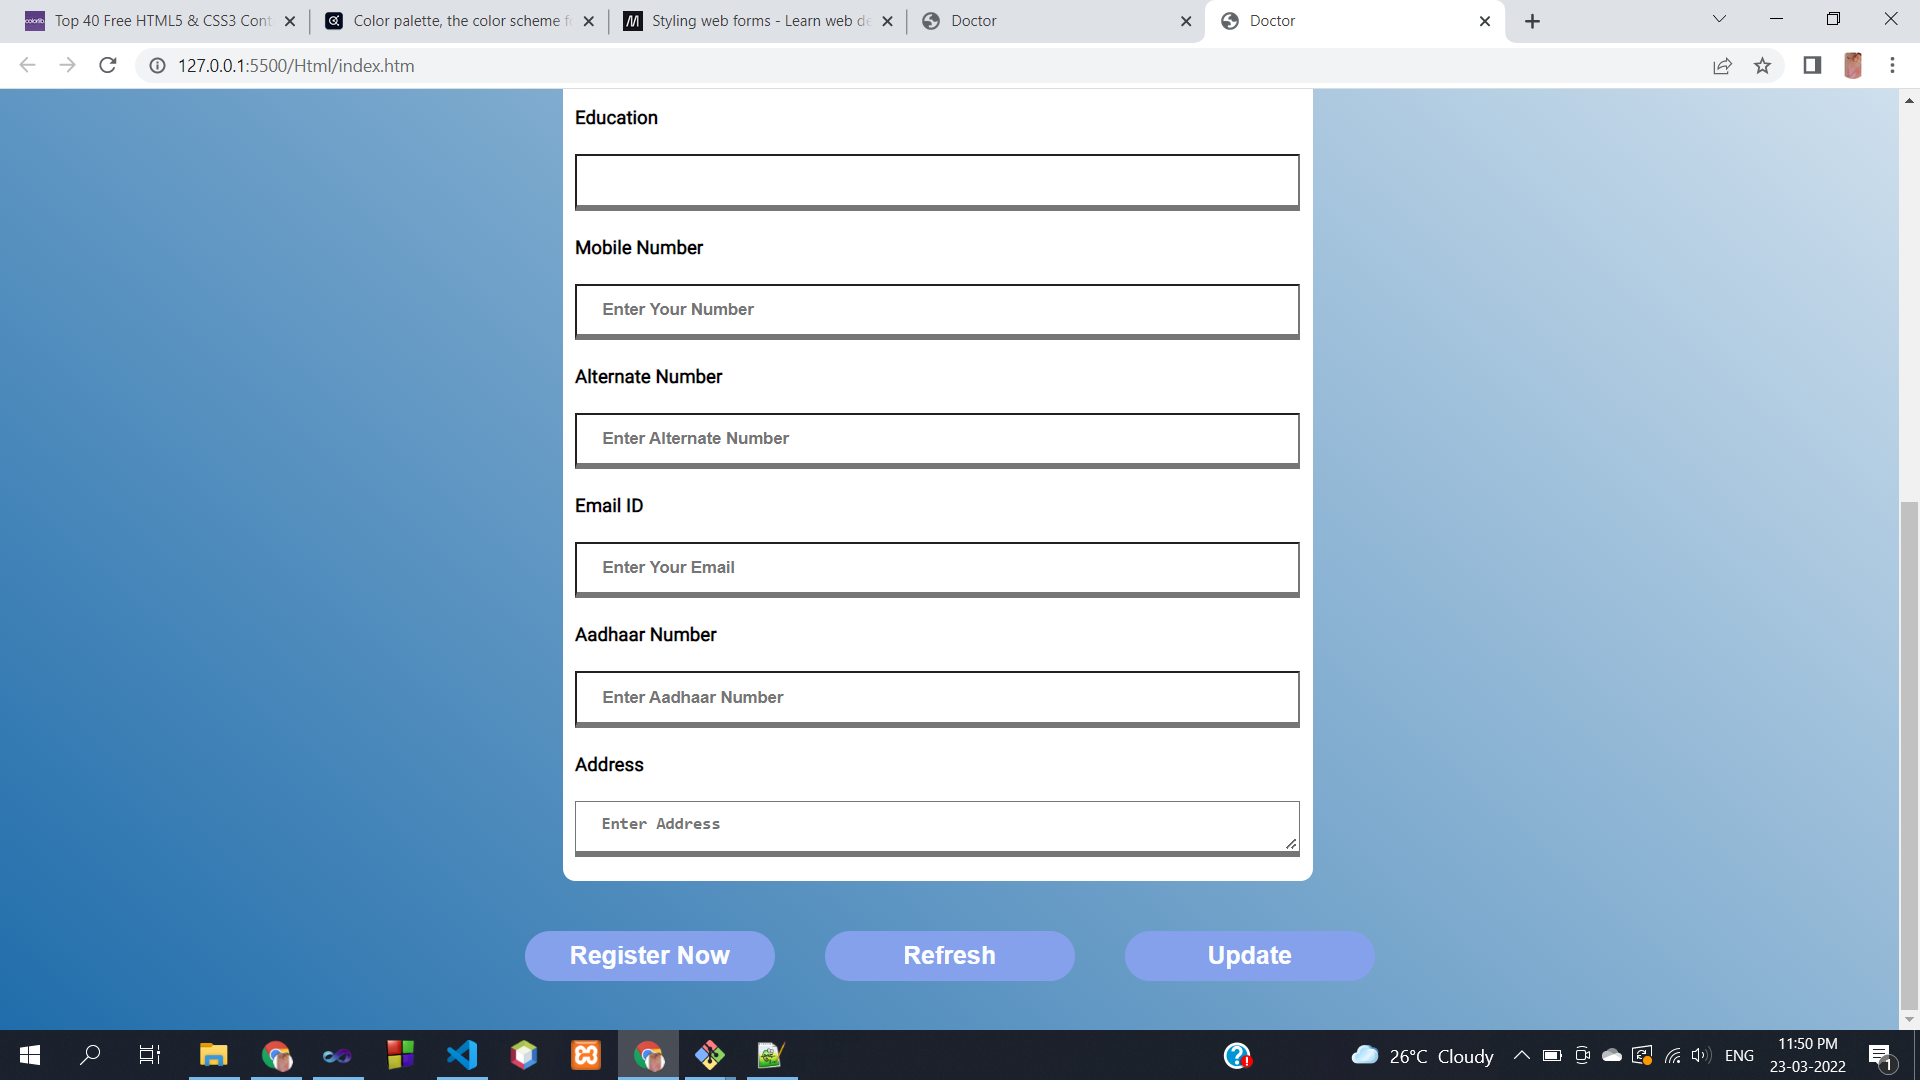 colorlib Top 40 Free HTML5 & CSS3 Cont
Color palette, the color scheme f
Styling web forms - Learn web de
Doctor
Doctor
127.0.0.1:5500/Html/index.htm
Education
Mobile Number
Enter Your Number
Alternate Number
Enter Alternate Number
Email ID
Enter Your Email
Aadhaar Number
Enter Aadhaar Number
Address
Enter Address
Register Now Refresh Update
26°C Cloudy
ENG
11:50 PM
23-03-2022
1